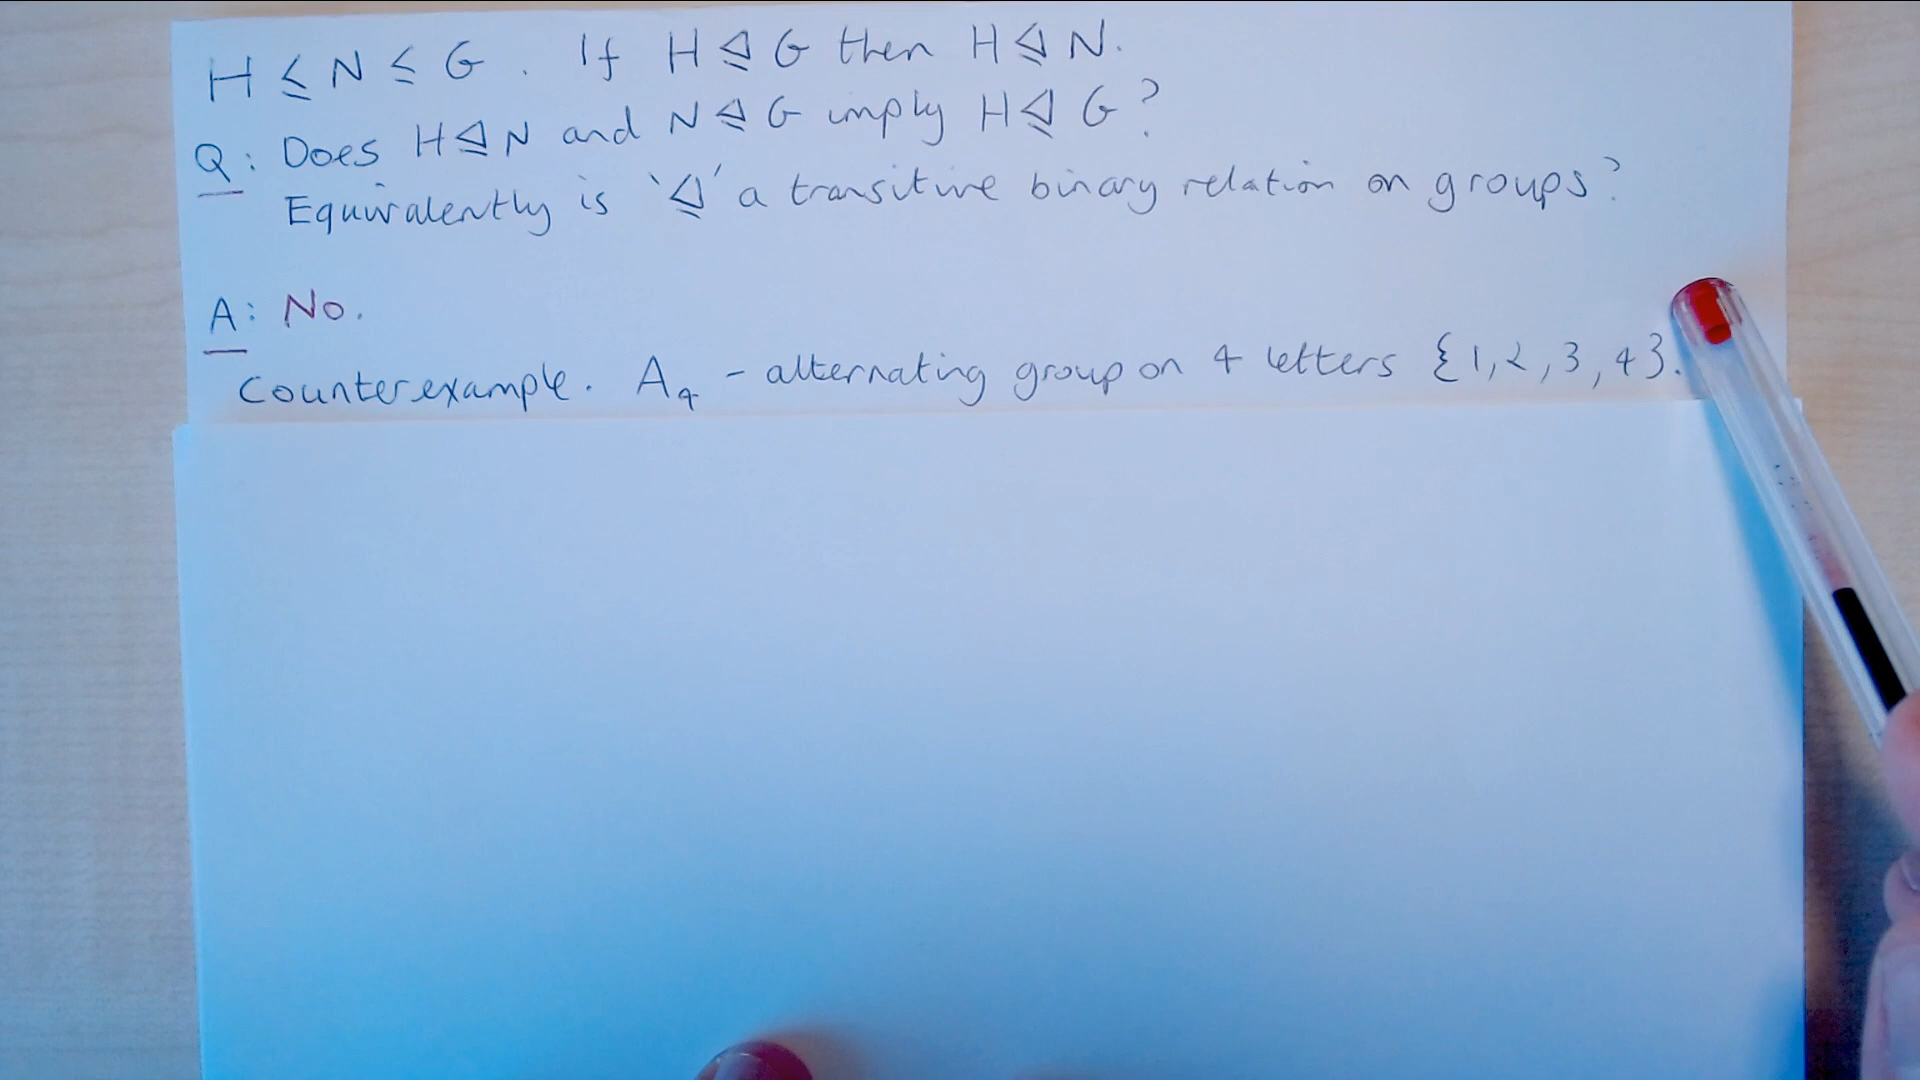 H ≤ N ≤ G. If H ⊴ G then H ⊴ N.
Q: Does H ⊴ N and N ⊴ G imply H ⊴ G?
Equivalently is '⊴' a transitive binary relation on groups?
A: No.
Counterexample. A₄ - alternating group on 4 letters {1,2,3,4}.